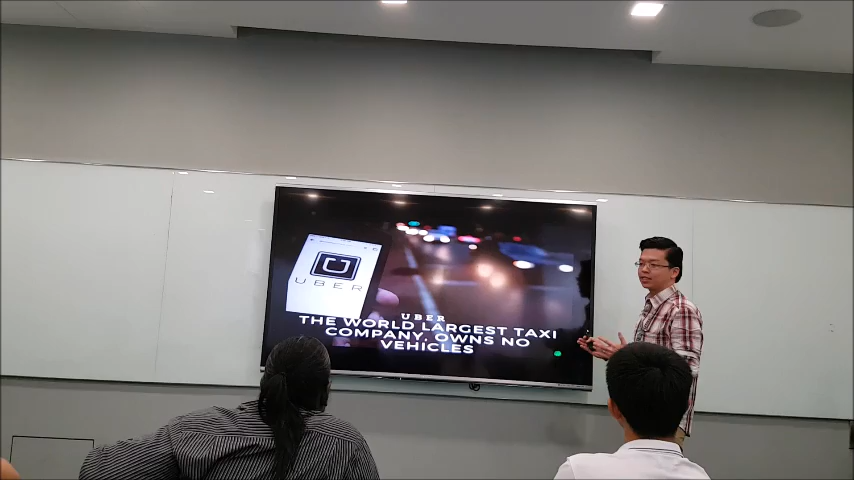 UBER
UBER
THE WORLD LARGEST TAXI
COMPANY, OWNS NO
VEHICLES